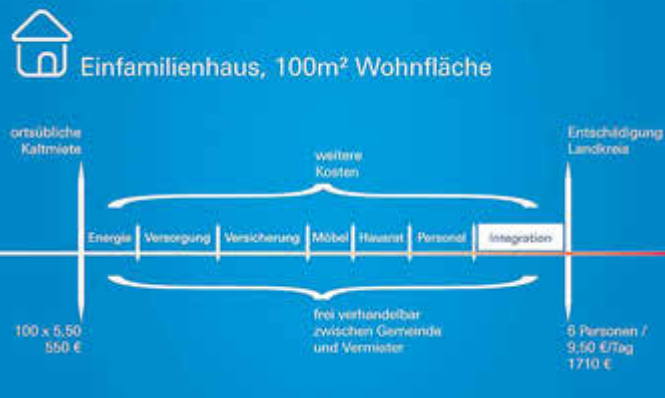 Einfamilienhaus, 100m² Wohnfläche
ortsübliche
Kaltmiete
weitere
Kosten
Entschädigung
Landkreis
Energie Versorgung Versicherung Möbel Hausrat Personal Integration
100 x 5,50
550 €
frei verhandelbar
zwischen Gemeinde
und Vermieter
6 Personen /
9,50 €/Tag
1710 €